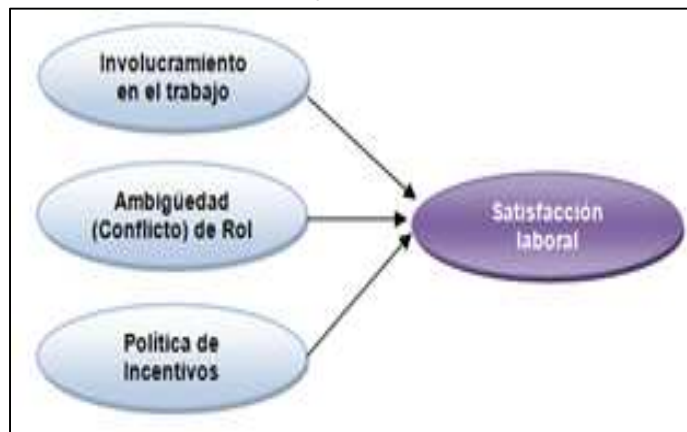 Involucramiento
en el trabajo
Ambigüedad
(Conflicto) de Rol
Política de
Incentivos
Satisfacción
laboral